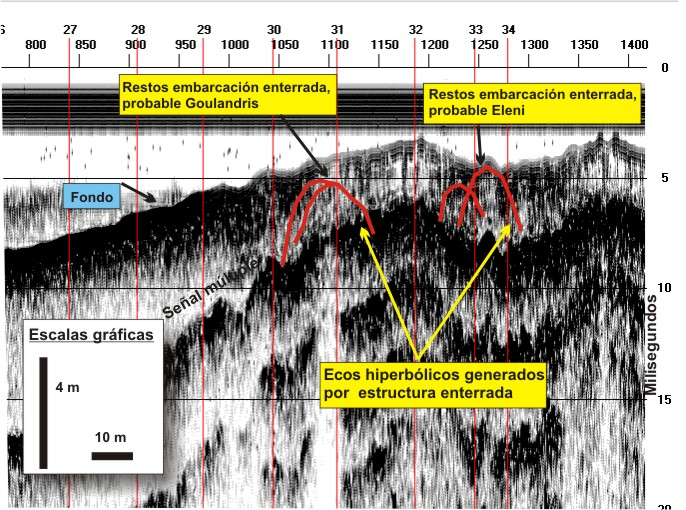 27 28 29 30 31 32 33 34
800 850 900 950 1000 1050 1100 1150 1200 1250 1300 1350 1400
0
Restos embarcación enterrada,
probable Goulandris
Restos embarcación enterrada,
probable Eleni
5
Fondo
Señal múltiple
10
Milisegundos
Escalas gráficas
4 m
10 m
Ecos hiperbólicos generados
por estructura enterrada
15
20